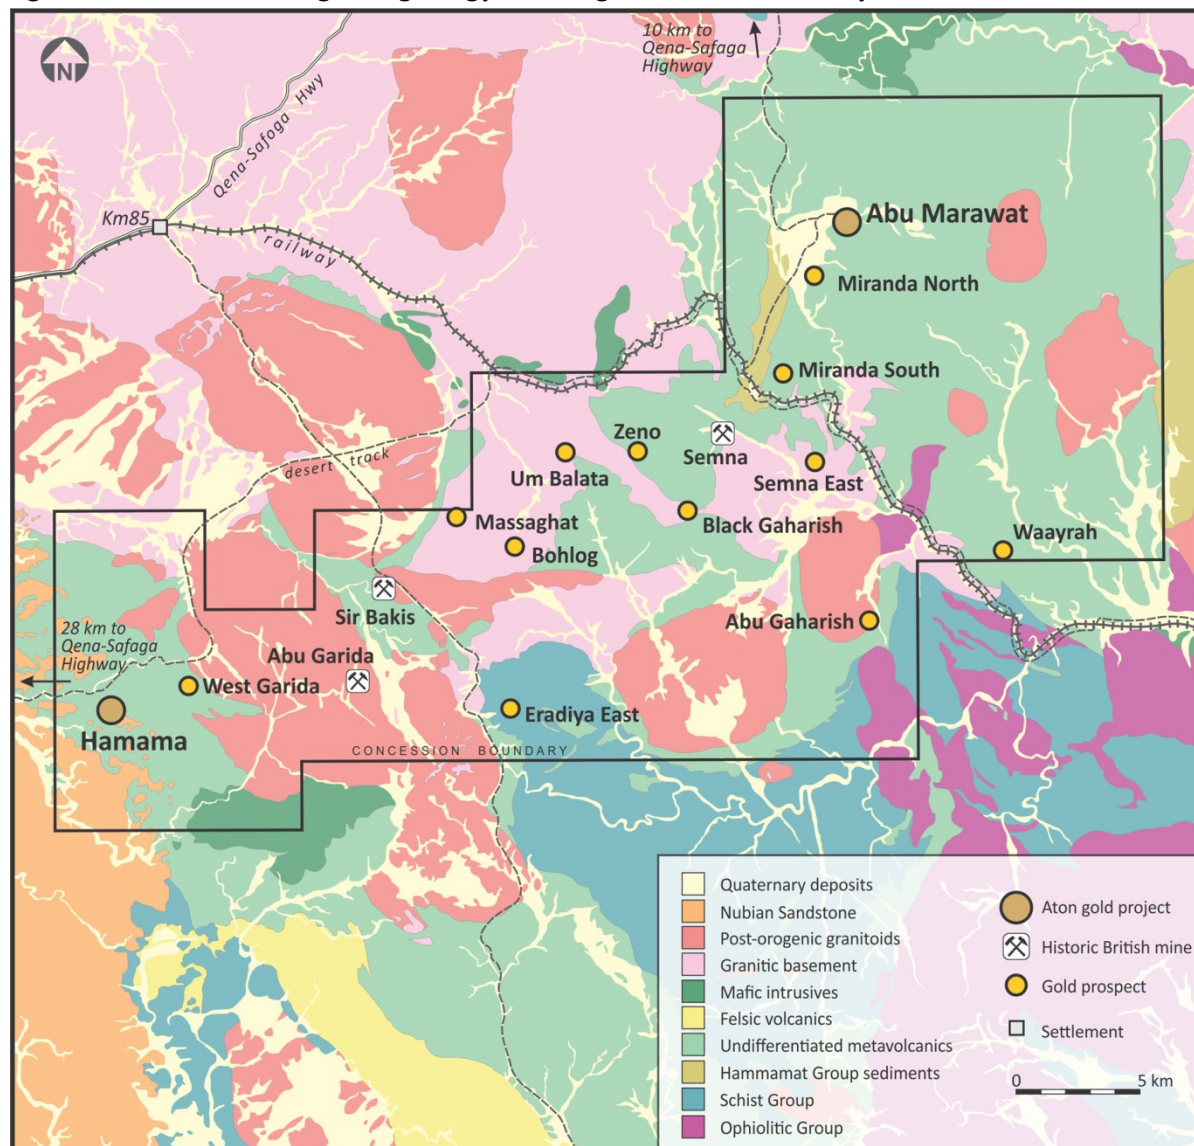 10 km to
Qena-Safaga
Highway
N
Qena-Safoga Hwy
Km85
railway
Abu Marawat
Miranda North
Miranda South
desert track
Zeno
Semna
Um Balata
Semna East
Massaghat
Black Gaharish
Bohlog
Waayrah
Sir Bakis
28 km to
Qena-Safaga
Highway
Abu Gaharish
Abu Garida
West Garida
Eradiya East
Hamama
CONCESSION BOUNDARY
Quaternary deposits
Nubian Sandstone
Post-orogenic granitoids
Granitic basement
Mafic intrusives
Felsic volcanics
Undifferentiated metavolcanics
Hammamat Group sediments
Schist Group
Ophiolitic Group
Aton gold project
Historic British mine
Gold prospect
Settlement
0 5 km